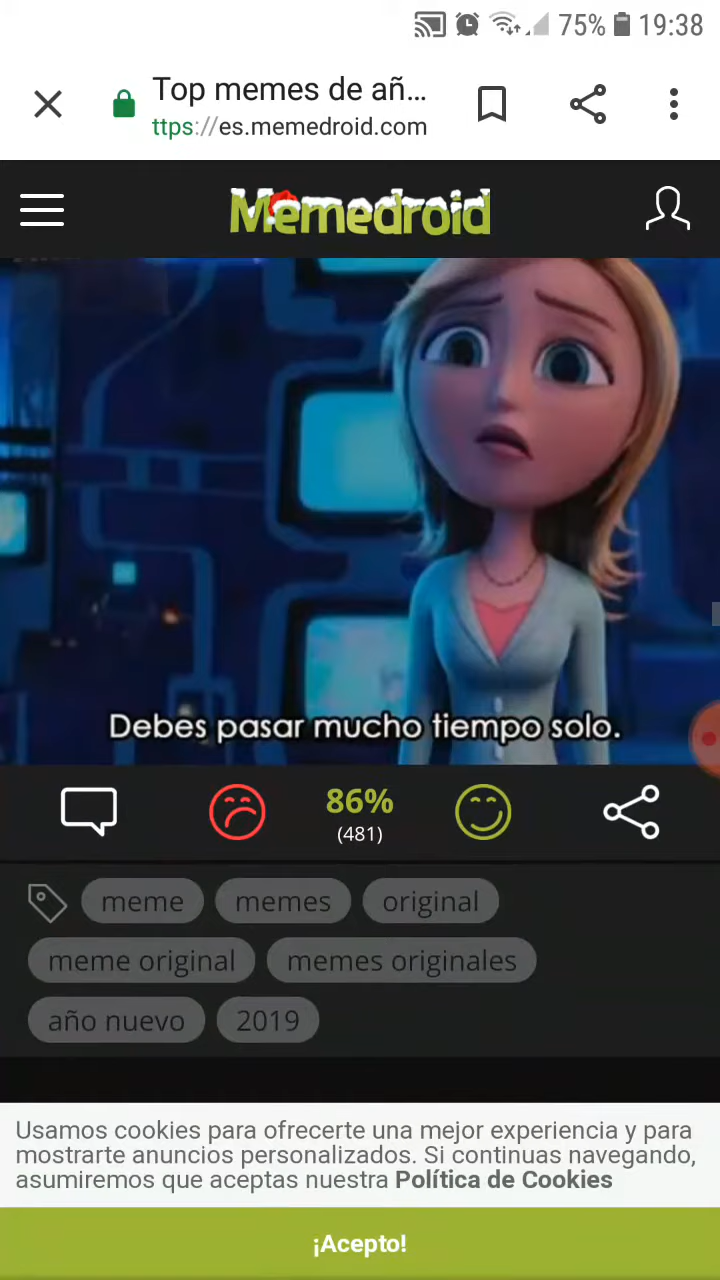 75% 19:38
Top memes de añ...
ttps://es.memedroid.com
Memedroid
Debes pasar mucho tiempo solo.
86%
(481)
meme memes original
meme original memes originales
año nuevo 2019
Usamos cookies para ofrecerte una mejor experiencia y para
mostrarte anuncios personalizados. Si continuas navegando,
asumiremos que aceptas nuestra Política de Cookies
¡Acepto!